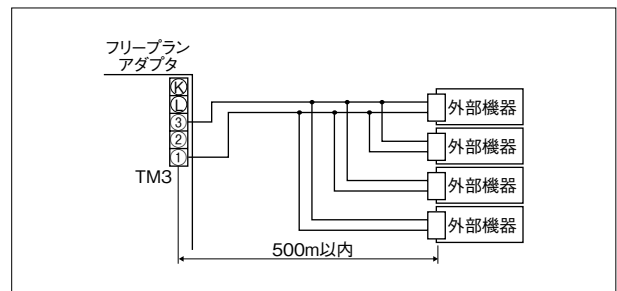 フリープラン
アダプタ
Ⓚ
Ⓛ
③
②
①
TM3
外部機器
外部機器
外部機器
外部機器
500m以内